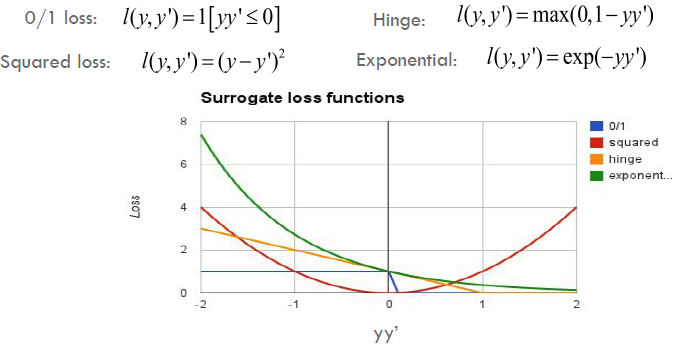 0/1 loss: l(y,y')=1[yy'≤0]
Hinge: l(y,y')=max(0,1−yy')
Squared loss: l(y,y')=(y−y')²
Exponential: l(y,y')=exp(−yy')
Surrogate loss functions
8
6
4
2
0
Loss
-2 -1 0 1 2
yy'
0/1
squared
hinge
exponent...